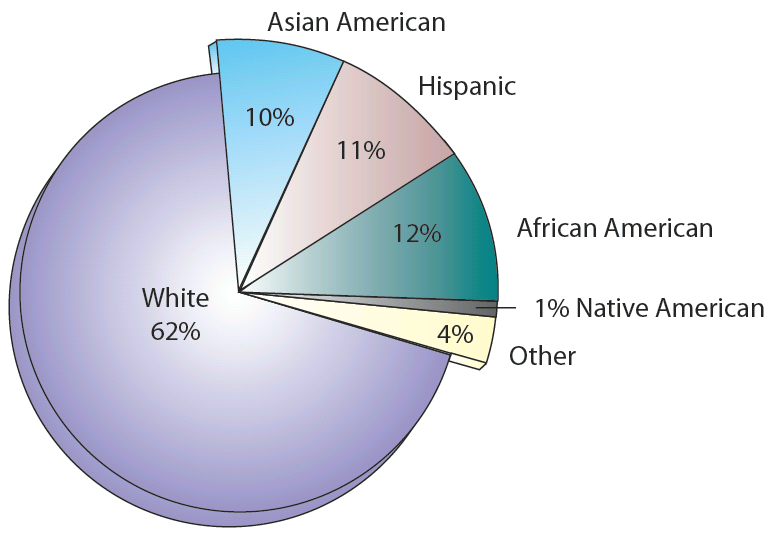 Asian American
Hispanic
10%
11%
African American
12%
White
62%
1% Native American
4%
Other